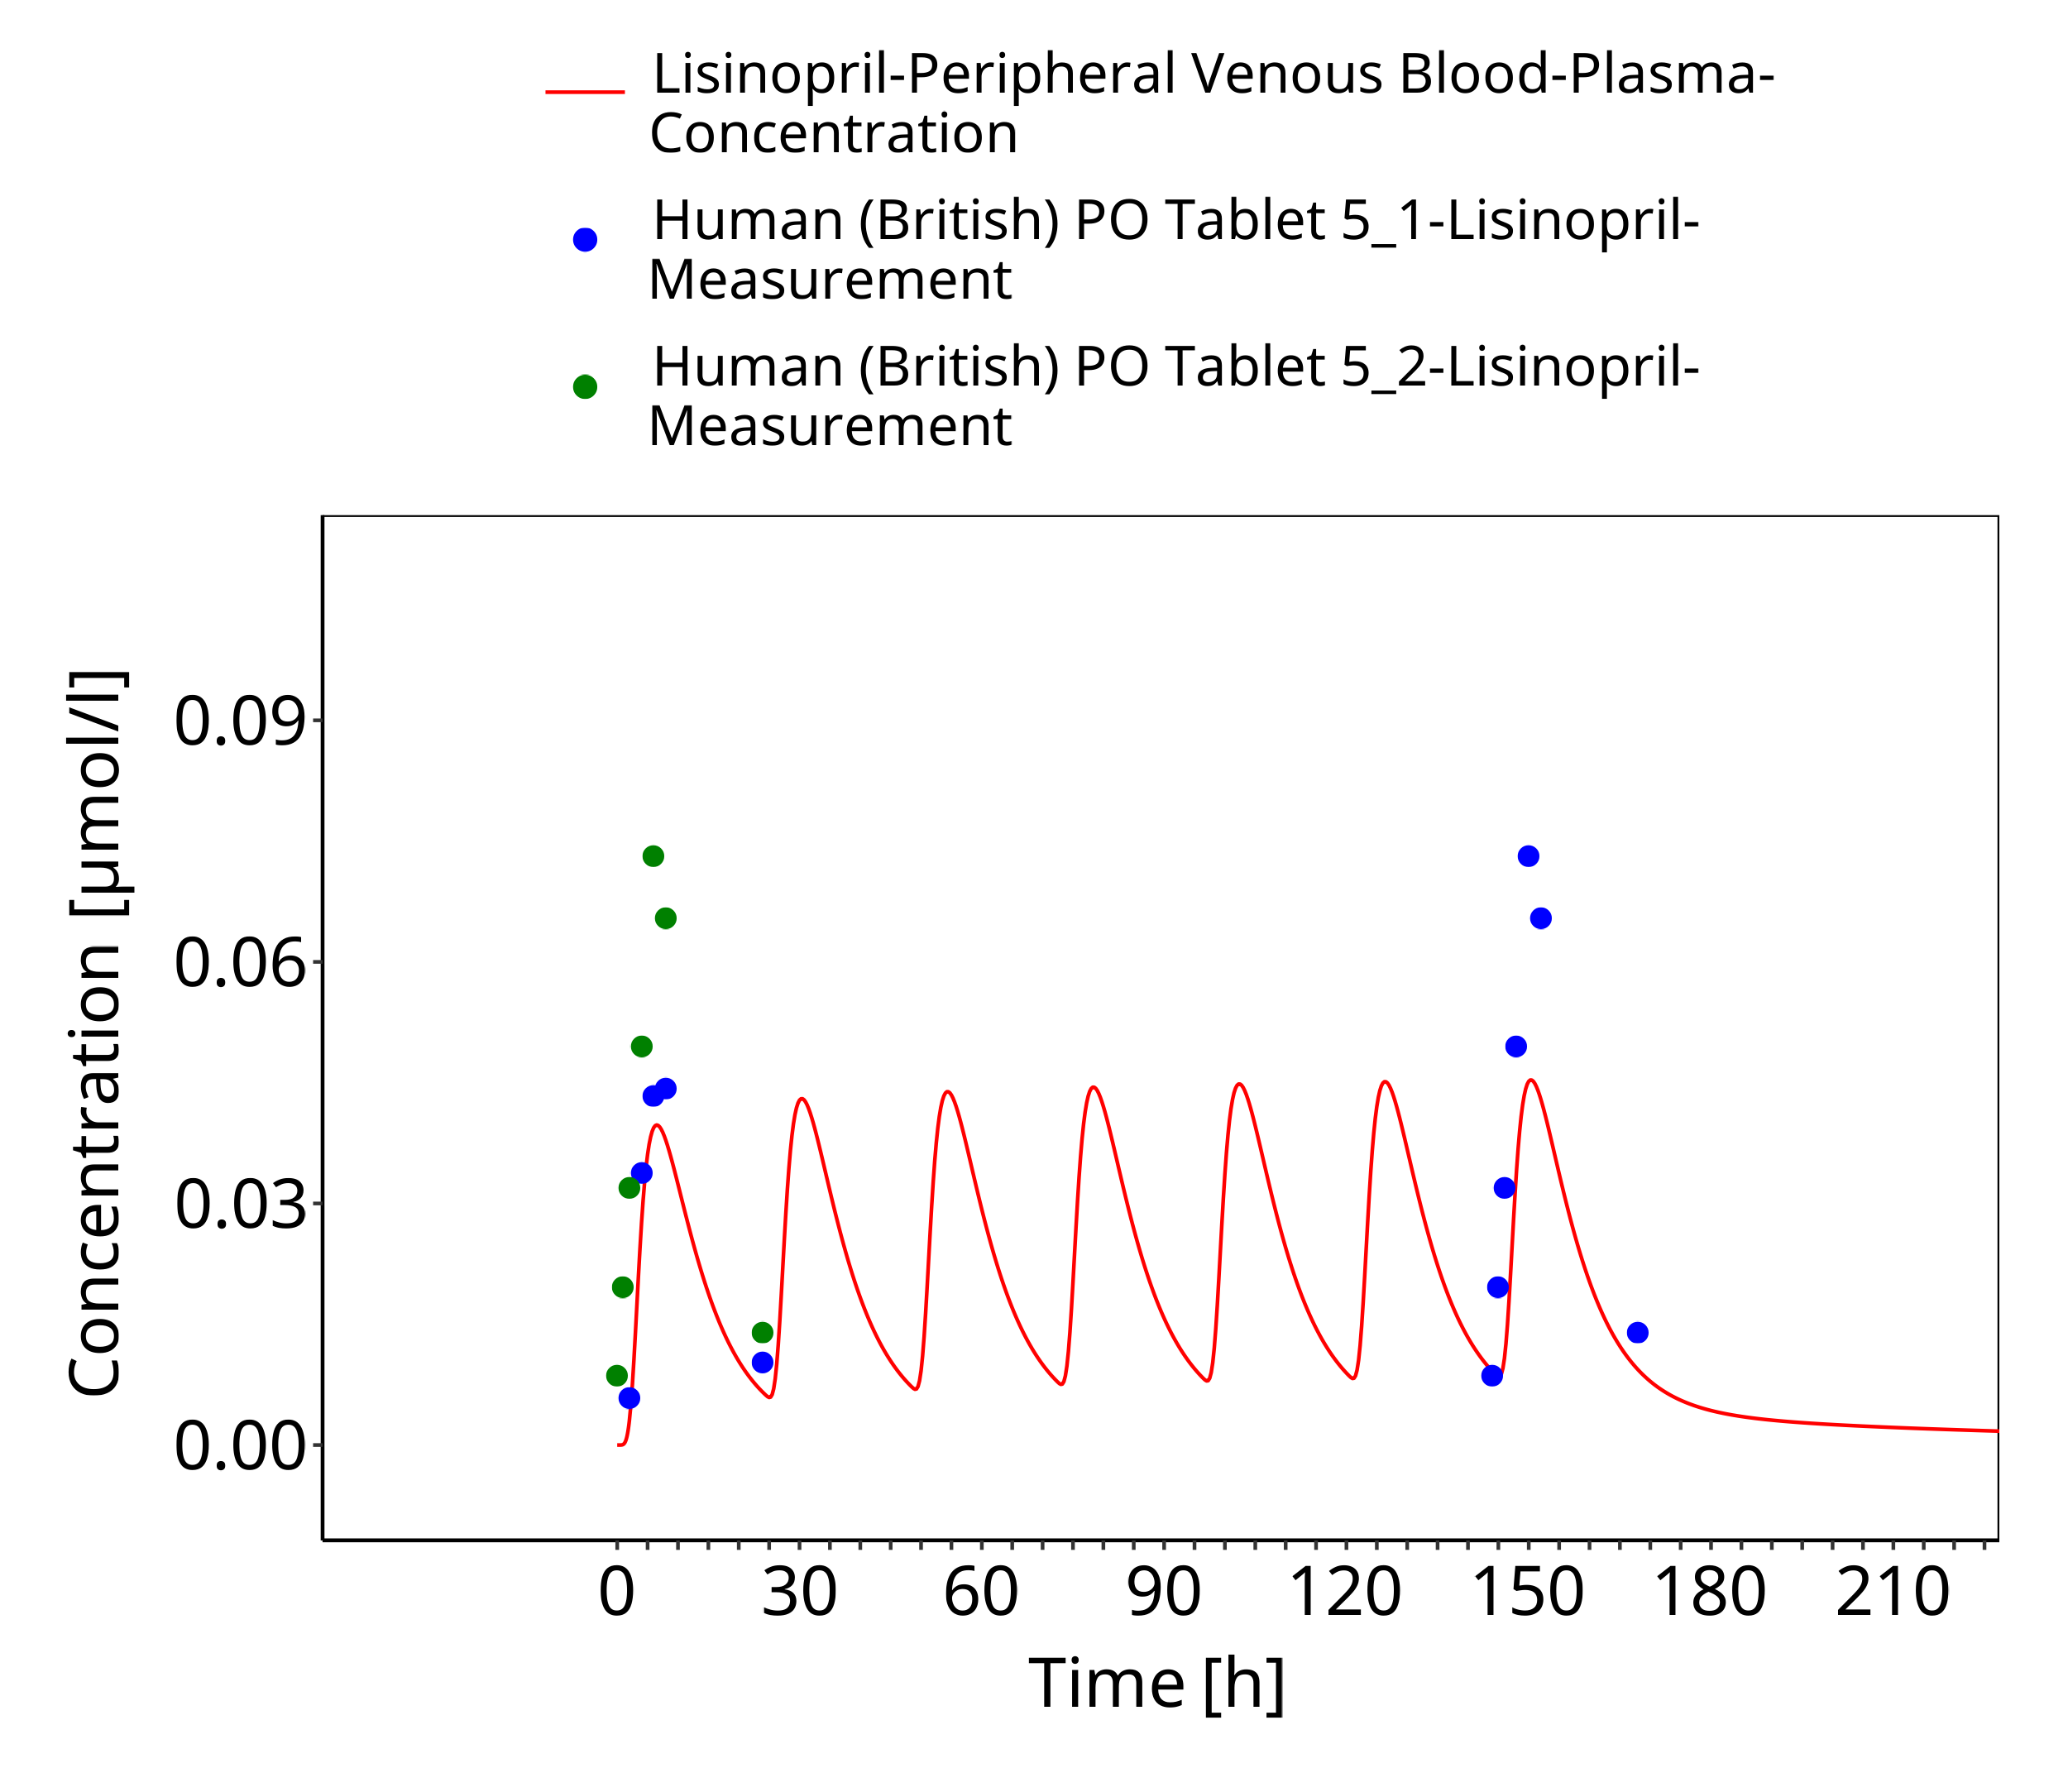 Lisinopril-Peripheral Venous Blood-Plasma-
Concentration
Human (British) PO Tablet 5_1-Lisinopril-
Measurement
Human (British) PO Tablet 5_2-Lisinopril-
Measurement
Concentration [µmol/l]
0.09
0.06
0.03
0.00
0 30 60 90 120 150 180 210
Time [h]